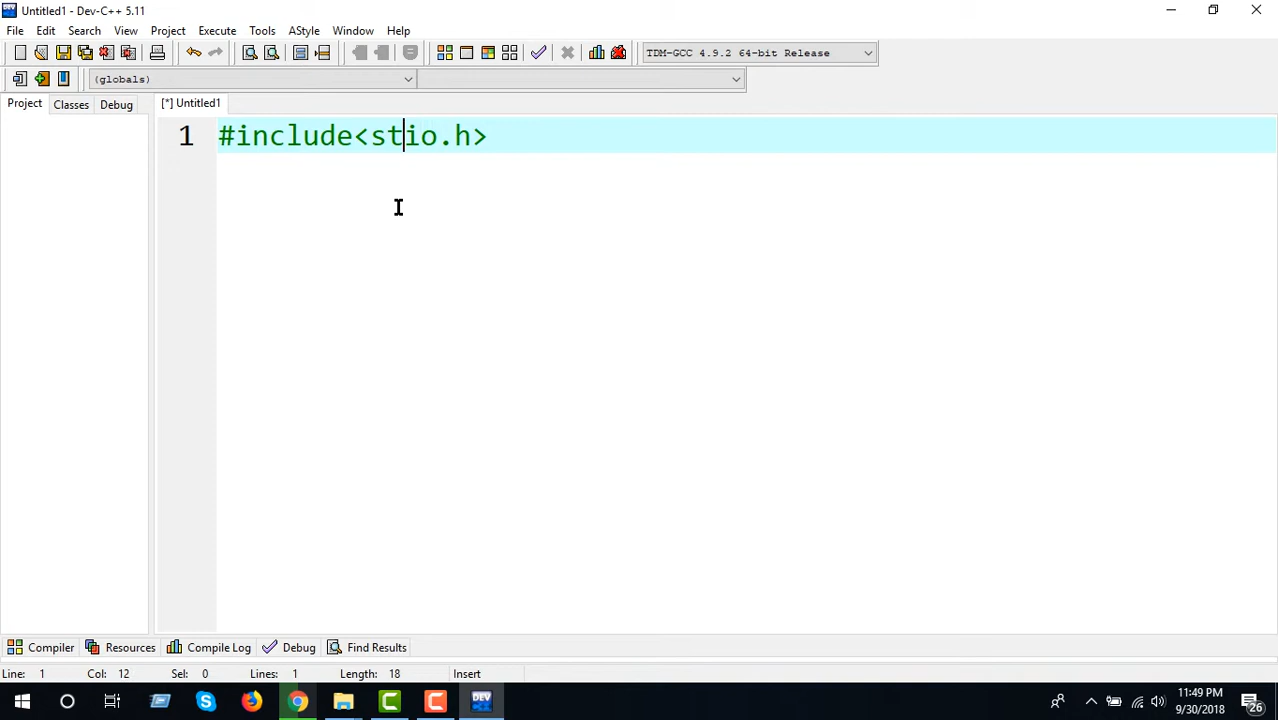 Untitled1 - Dev-C++ 5.11
File Edit Search View Project Execute Tools AStyle Window Help
TDM-GCC 4.9.2 64-bit Release
(globals)
Project Classes Debug [*] Untitled1
1 #include<stio.h>
Compiler Resources Compile Log Debug Find Results
Line: 1 Col: 12 Sel: 0 Lines: 1 Length: 18 Insert
DEV
11:49 PM
9/30/2018
26